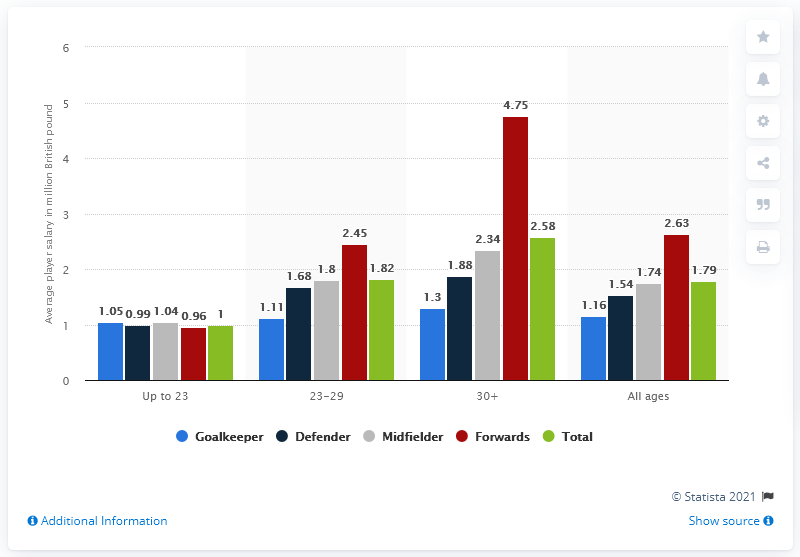 6
5
4
3
2
1
0
Average player salary in million British pound
1.05 0.99 1.04 0.96 1
1.11 1.68 1.8 2.45 1.82
1.3 1.88 2.34 4.75 2.58
1.16 1.54 1.74 2.63 1.79
Up to 23 23-29 30+ All ages
Goalkeeper Defender Midfielder Forwards Total
© Statista 2021
Additional Information Show source